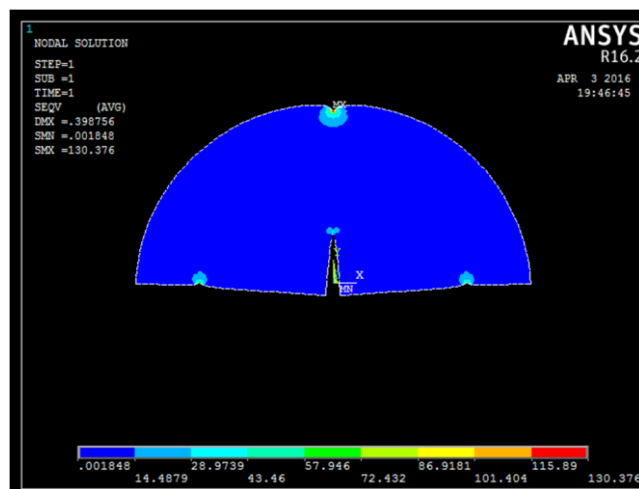 1
NODAL SOLUTION
STEP=1
SUB =1
TIME=1
SEQV (AVG)
DMX =.398756
SMN =.001848
SMX =130.376
ANSYS
R16.2
APR 3 2016
19:46:45
MX
Y
X
MN
.001848 28.9739 57.946 86.9181 115.89
14.4879 43.46 72.432 101.404 130.376